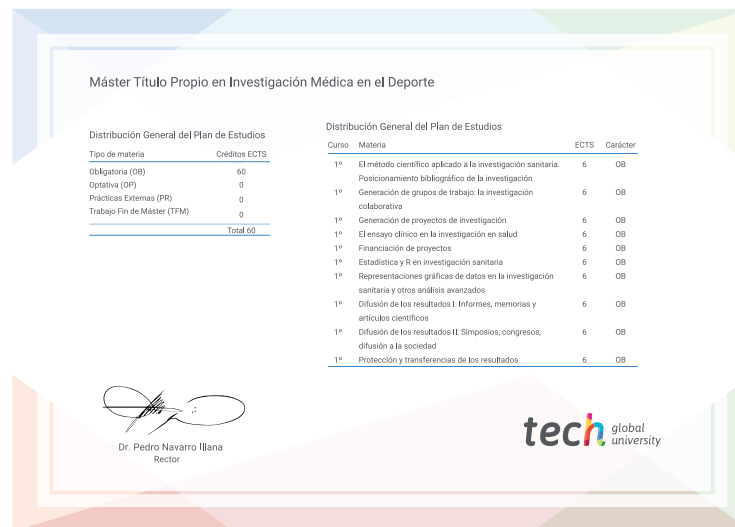 Máster Título Propio en Investigación Médica en el Deporte
Distribución General del Plan de Estudios
Tipo de materia Créditos ECTS
Obligatoria (OB) 60
Optativa (OP) 0
Prácticas Externas (PR) 0
Trabajo Fin de Máster (TFM) 0
Total 60
Distribución General del Plan de Estudios
Curso Materia ECTS Carácter
1º El método científico aplicado a la investigación sanitaria. 6 OB
Posicionamiento bibliográfico de la investigación
1º Generación de grupos de trabajo: la investigación 6 OB
colaborativa
1º Generación de proyectos de investigación 6 OB
1º El ensayo clínico en la investigación en salud 6 OB
1º Financiación de proyectos 6 OB
1º Estadística y R en investigación sanitaria 6 OB
1º Representaciones gráficas de datos en la investigación 6 OB
sanitaria y otros análisis avanzados
1º Difusión de los resultados I: Informes, memorias y 6 OB
artículos científicos
1º Difusión de los resultados II: Simposios, congresos, 6 OB
difusión a la sociedad
1º Protección y transferencias de los resultados 6 OB
Dr. Pedro Navarro Illana
Rector
tech global
university